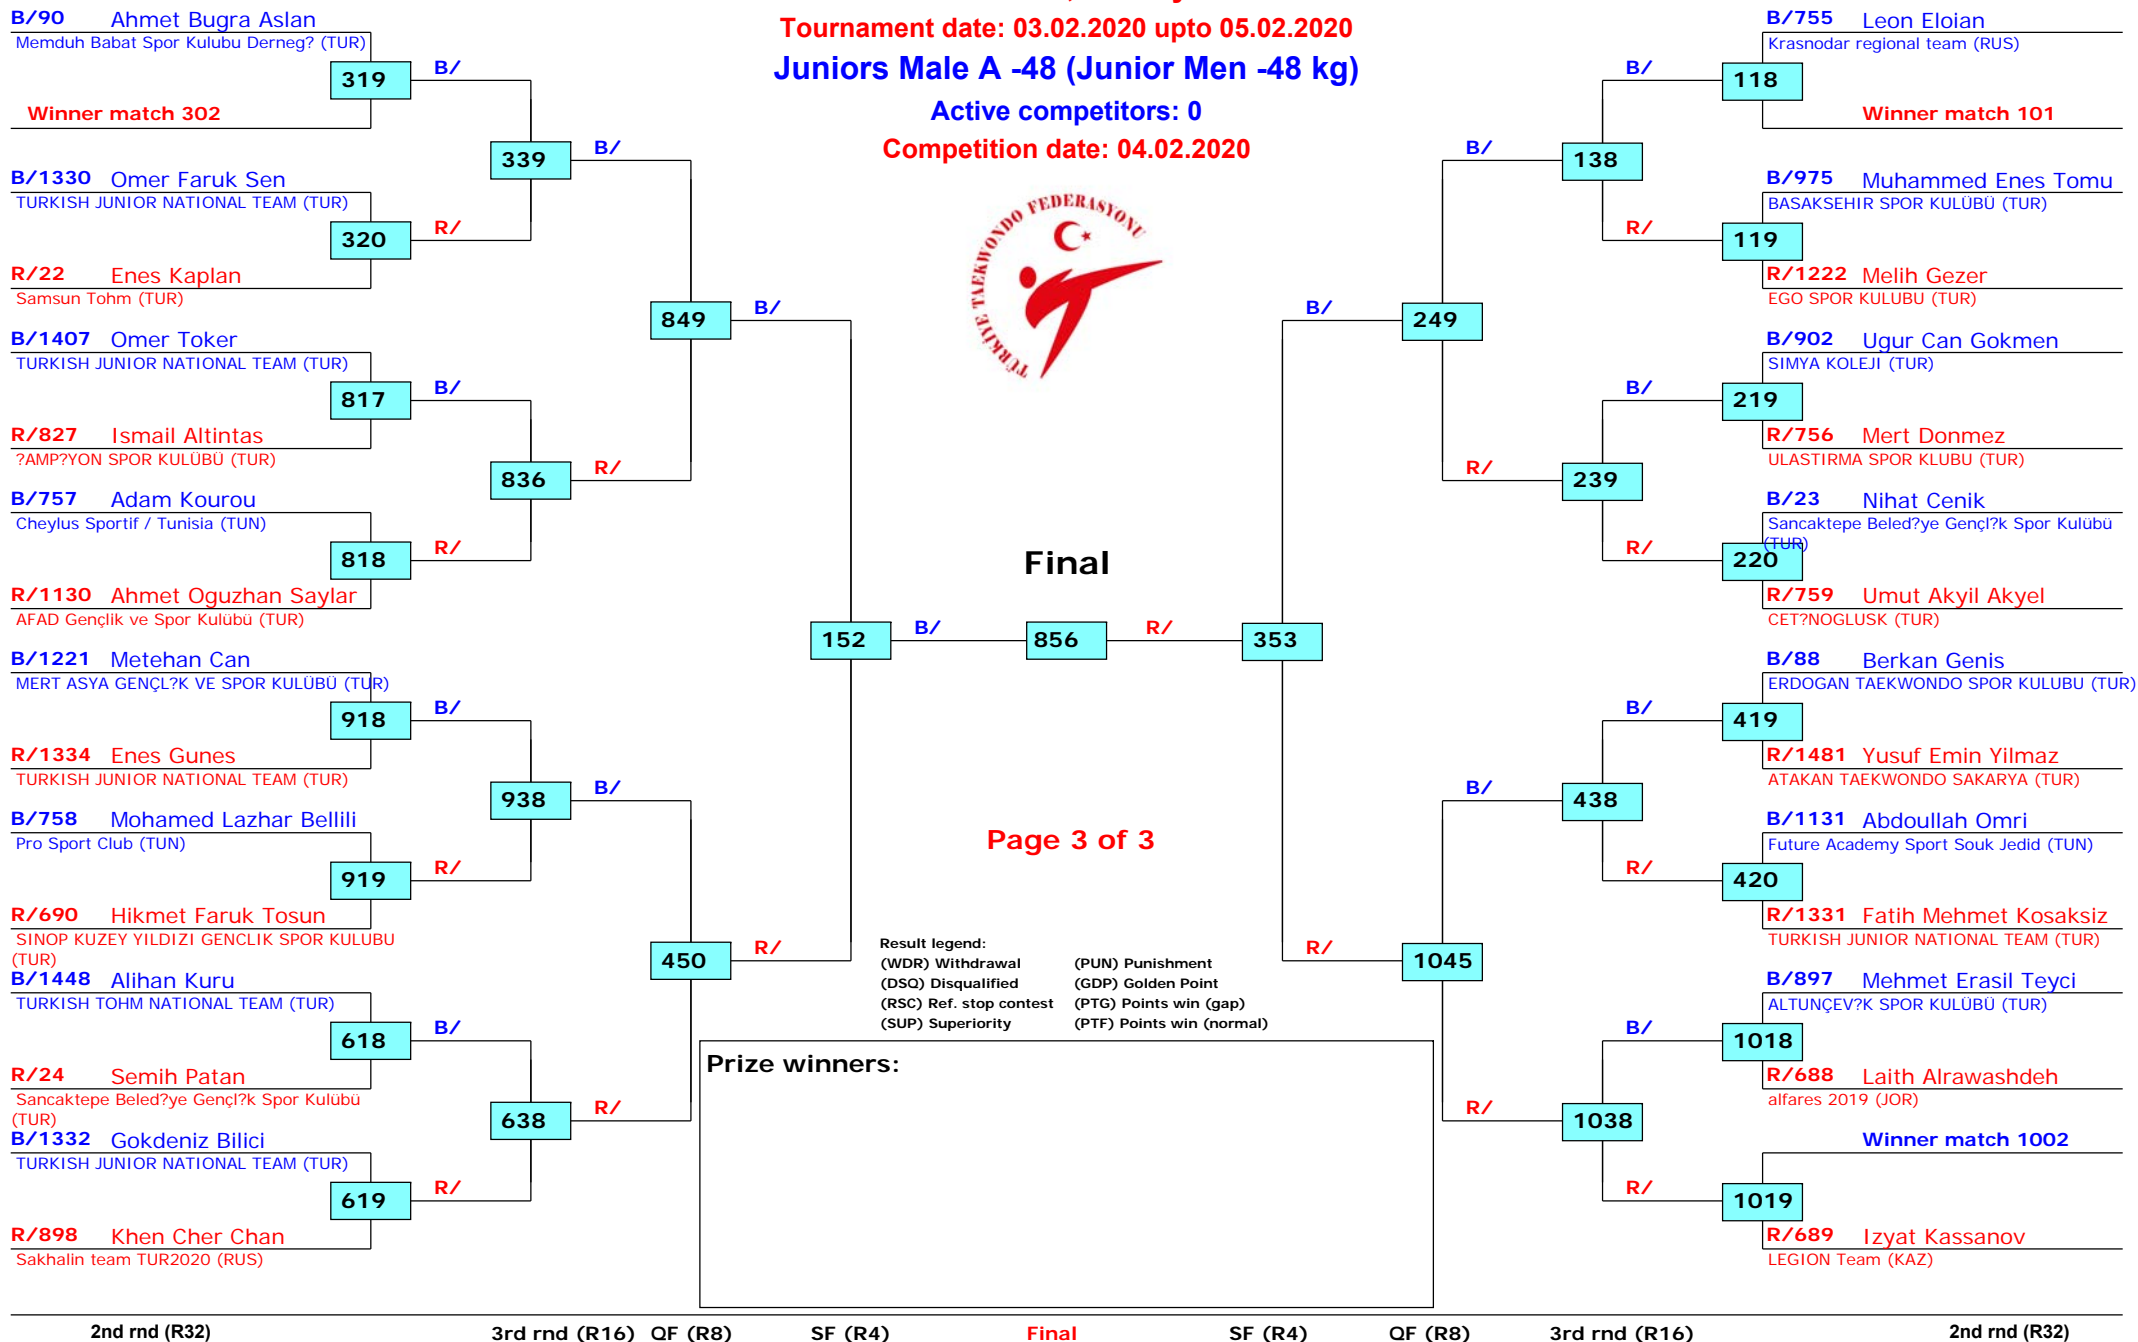 Tournament date: 03.02.2020 upto 05.02.2020
Juniors Male A -48 (Junior Men -48 kg)
Active competitors: 0
Competition date: 04.02.2020
TÜRKİYE TAEKWONDO FEDERASYONU
B/90 Ahmet Bugra Aslan
Memduh Babat Spor Kulubu Derneg? (TUR)
319
B/
Winner match 302
339
B/
B/1330 Omer Faruk Sen
TURKISH JUNIOR NATIONAL TEAM (TUR)
320
R/
R/22 Enes Kaplan
Samsun Tohm (TUR)
849
B/
B/1407 Omer Toker
TURKISH JUNIOR NATIONAL TEAM (TUR)
817
B/
R/827 Ismail Altintas
?AMP?YON SPOR KULÜBÜ (TUR)
836
R/
B/757 Adam Kourou
Cheylus Sportif / Tunisia (TUN)
818
R/
R/1130 Ahmet Oguzhan Saylar
AFAD Gençlik ve Spor Kulübü (TUR)
152
B/
B/1221 Metehan Can
MERT ASYA GENÇL?K VE SPOR KULÜBÜ (TUR)
918
B/
R/1334 Enes Gunes
TURKISH JUNIOR NATIONAL TEAM (TUR)
938
B/
B/758 Mohamed Lazhar Bellili
Pro Sport Club (TUN)
919
R/
R/690 Hikmet Faruk Tosun
SINOP KUZEY YILDIZI GENCLIK SPOR KULUBU
(TUR)
450
R/
B/1448 Alihan Kuru
TURKISH TOHM NATIONAL TEAM (TUR)
618
B/
R/24 Semih Patan
Sancaktepe Beled?ye Gençl?k Spor Kulübü
(TUR)
638
R/
B/1332 Gokdeniz Bilici
TURKISH JUNIOR NATIONAL TEAM (TUR)
619
R/
R/898 Khen Cher Chan
Sakhalin team TUR2020 (RUS)
Final
856
R/
353
Page 3 of 3
Result legend:
(WDR) Withdrawal (PUN) Punishment
(DSQ) Disqualified (GDP) Golden Point
(RSC) Ref. stop contest (PTG) Points win (gap)
(SUP) Superiority (PTF) Points win (normal)
Prize winners:
B/755 Leon Eloian
Krasnodar regional team (RUS)
B/
118
Winner match 101
B/
138
B/975 Muhammed Enes Tomu
BASAKSEHIR SPOR KULÜBÜ (TUR)
R/
119
R/1222 Melih Gezer
EGO SPOR KULUBU (TUR)
B/
249
B/902 Ugur Can Gokmen
SIMYA KOLEJI (TUR)
B/
219
R/756 Mert Donmez
ULASTIRMA SPOR KLUBU (TUR)
R/
239
B/23 Nihat Cenik
Sancaktepe Beled?ye Gençl?k Spor Kulübü
(TUR)
R/
220
R/759 Umut Akyil Akyel
CET?NOGLUSK (TUR)
B/88 Berkan Genis
ERDOGAN TAEKWONDO SPOR KULUBU (TUR)
B/
419
R/1481 Yusuf Emin Yilmaz
ATAKAN TAEKWONDO SAKARYA (TUR)
B/
438
B/1131 Abdoullah Omri
Future Academy Sport Souk Jedid (TUN)
R/
420
R/1331 Fatih Mehmet Kosaksiz
TURKISH JUNIOR NATIONAL TEAM (TUR)
R/
1045
B/897 Mehmet Erasil Teyci
ALTUNÇEV?K SPOR KULÜBÜ (TUR)
B/
1018
R/688 Laith Alrawashdeh
alfares 2019 (JOR)
R/
1038
Winner match 1002
R/
1019
R/689 Izyat Kassanov
LEGION Team (KAZ)
2nd rnd (R32) 3rd rnd (R16) QF (R8) SF (R4) Final SF (R4) QF (R8) 3rd rnd (R16) 2nd rnd (R32)